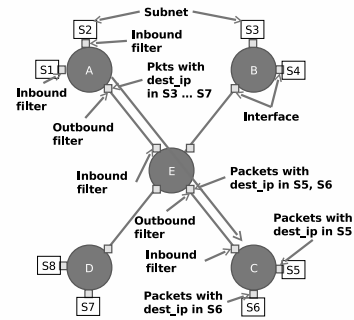 Subnet
S2
S3
Inbound
filter
S1
A
Pkts with
dest_ip
in S3 ... S7
B
S4
Inbound
filter
Outbound
filter
Interface
E
Inbound
filter
Packets with
dest_ip in S5, S6
Outbound
filter
Packets with
dest_ip in S5
Inbound
filter
S8
D
C
S5
S7
Packets with
dest_ip in S6
S6